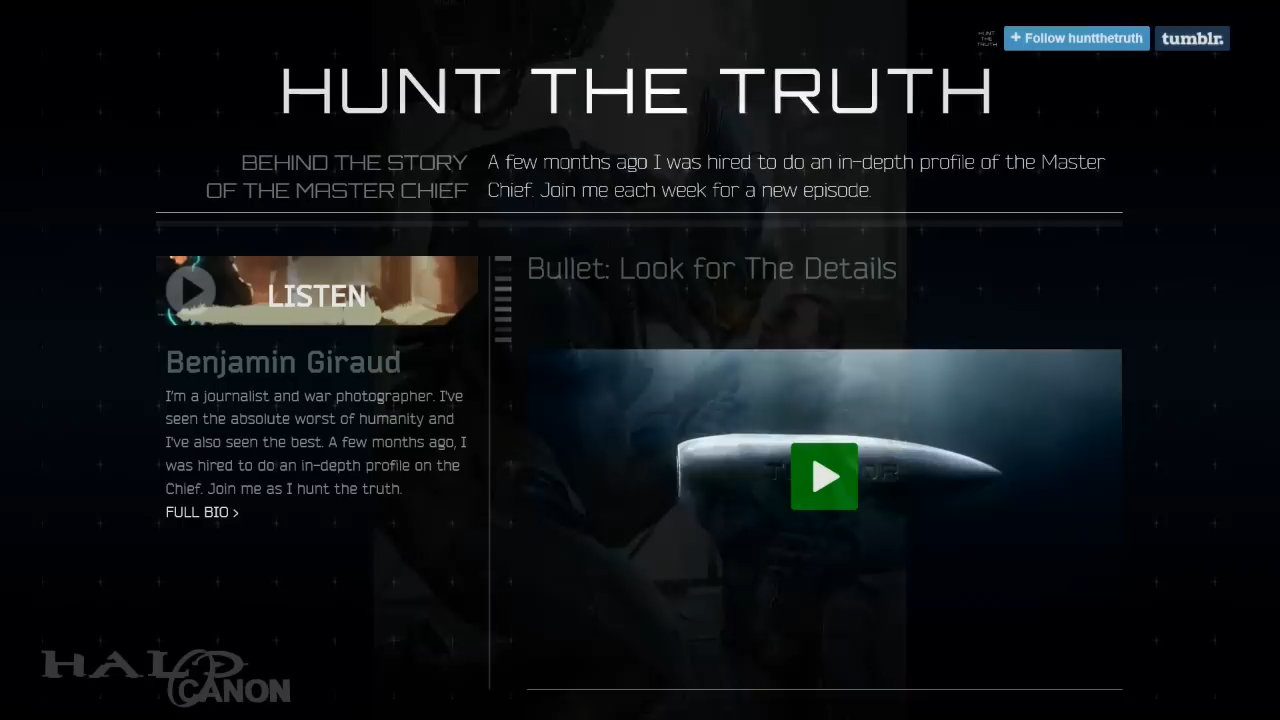 HUNT THE TRUTH
+ Follow huntthetruth
tumblr.
HUNT THE TRUTH
BEHIND THE STORY
OF THE MASTER CHIEF
A few months ago I was hired to do an in-depth profile of the Master
Chief. Join me each week for a new episode.
LISTEN
Benjamin Giraud
I'm a journalist and war photographer. I've
seen the absolute worst of humanity and
I've also seen the best. A few months ago, I
was hired to do an in-depth profile on the
Chief. Join me as I hunt the truth.
FULL BIO >
Bullet: Look for The Details
HALO
CANON